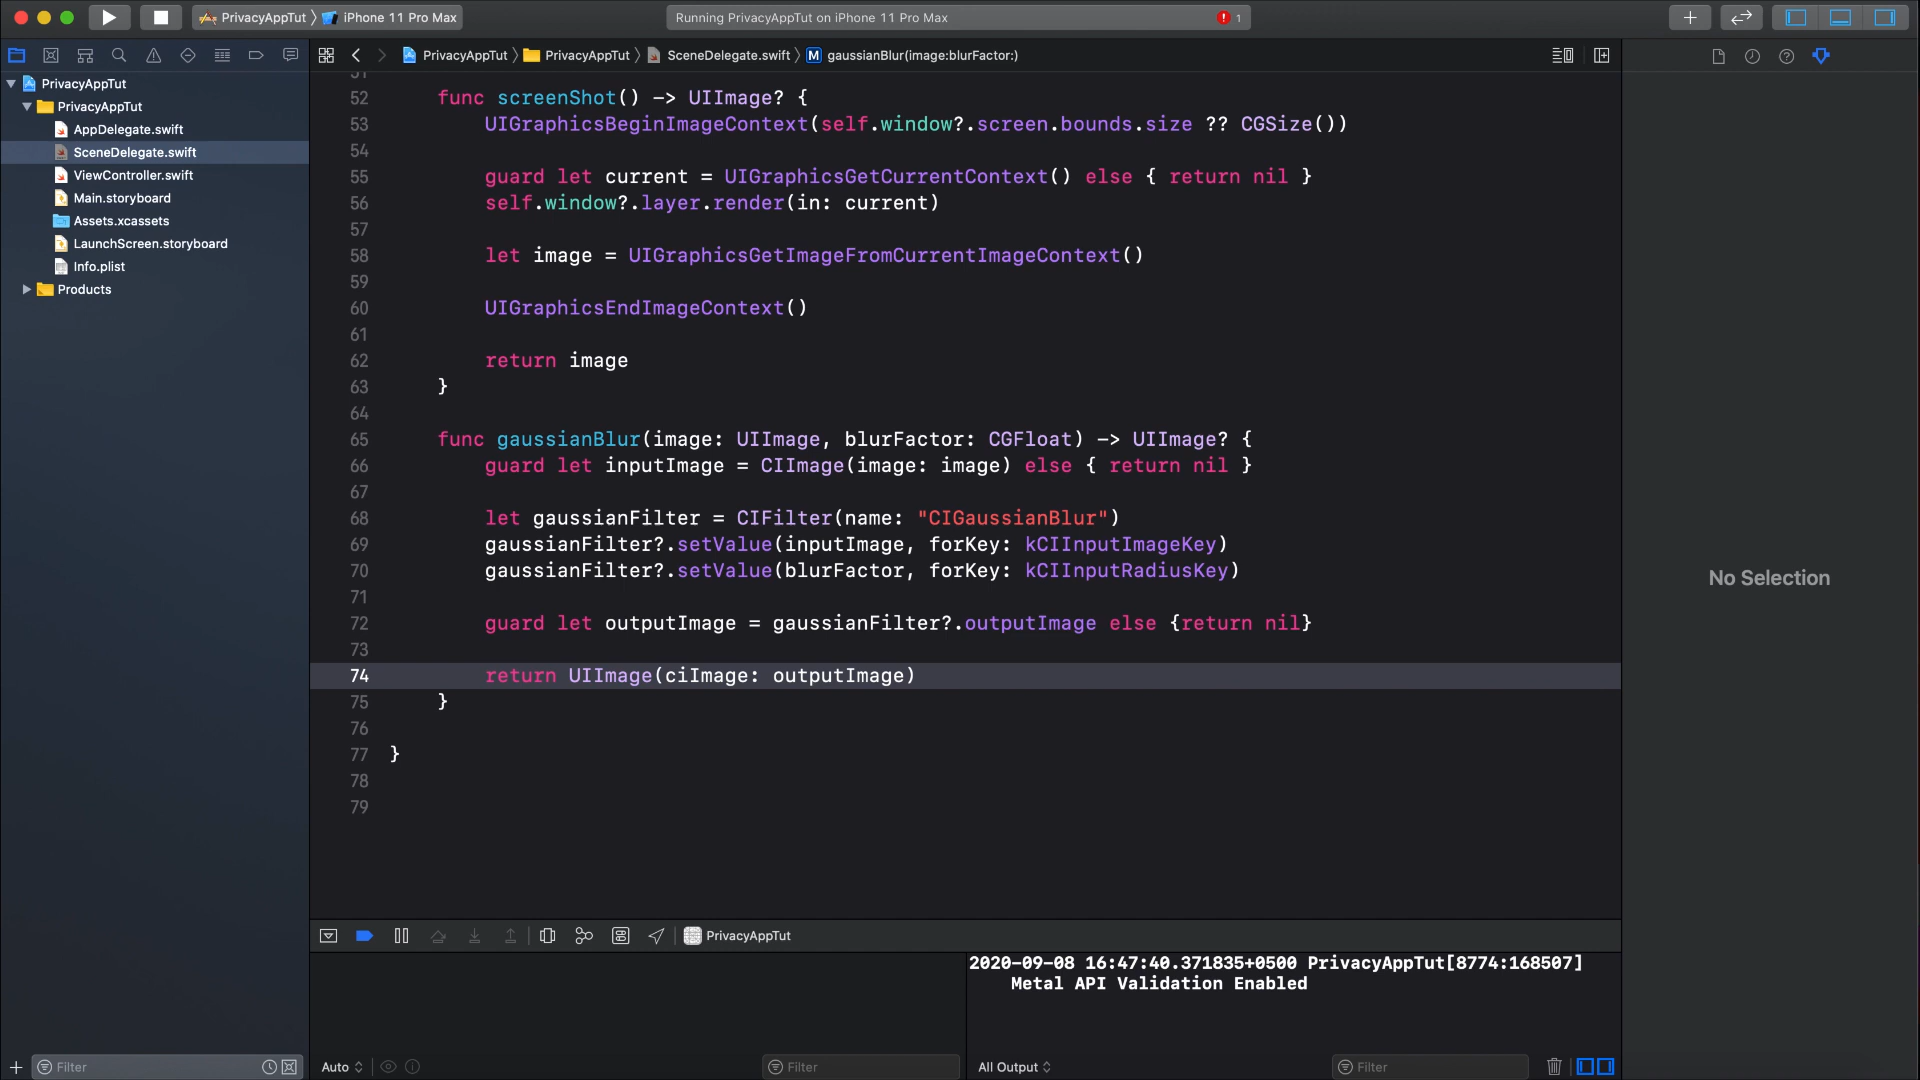 PrivacyAppTut 〉 iPhone 11 Pro Max
Running PrivacyAppTut on iPhone 11 Pro Max
1
PrivacyAppTut 〉 PrivacyAppTut 〉 SceneDelegate.swift 〉 M gaussianBlur(image:blurFactor:)
PrivacyAppTut
PrivacyAppTut
AppDelegate.swift
SceneDelegate.swift
ViewController.swift
Main.storyboard
Assets.xcassets
LaunchScreen.storyboard
Info.plist
Products
51
52 func screenShot() -> UIImage? {
53 UIGraphicsBeginImageContext(self.window?.screen.bounds.size ?? CGSize())
54
55 guard let current = UIGraphicsGetCurrentContext() else { return nil }
56 self.window?.layer.render(in: current)
57
58 let image = UIGraphicsGetImageFromCurrentImageContext()
59
60 UIGraphicsEndImageContext()
61
62 return image
63 }
64
65 func gaussianBlur(image: UIImage, blurFactor: CGFloat) -> UIImage? {
66 guard let inputImage = CIImage(image: image) else { return nil }
67
68 let gaussianFilter = CIFilter(name: "CIGaussianBlur")
69 gaussianFilter?.setValue(inputImage, forKey: kCIInputImageKey)
70 gaussianFilter?.setValue(blurFactor, forKey: kCIInputRadiusKey)
71
72 guard let outputImage = gaussianFilter?.outputImage else {return nil}
73
74 return UIImage(ciImage: outputImage)
75 }
76
77 }
78
79
No Selection
PrivacyAppTut
2020-09-08 16:47:40.371835+0500 PrivacyAppTut[8774:168507]
Metal API Validation Enabled
Filter
Auto
Filter
All Output
Filter